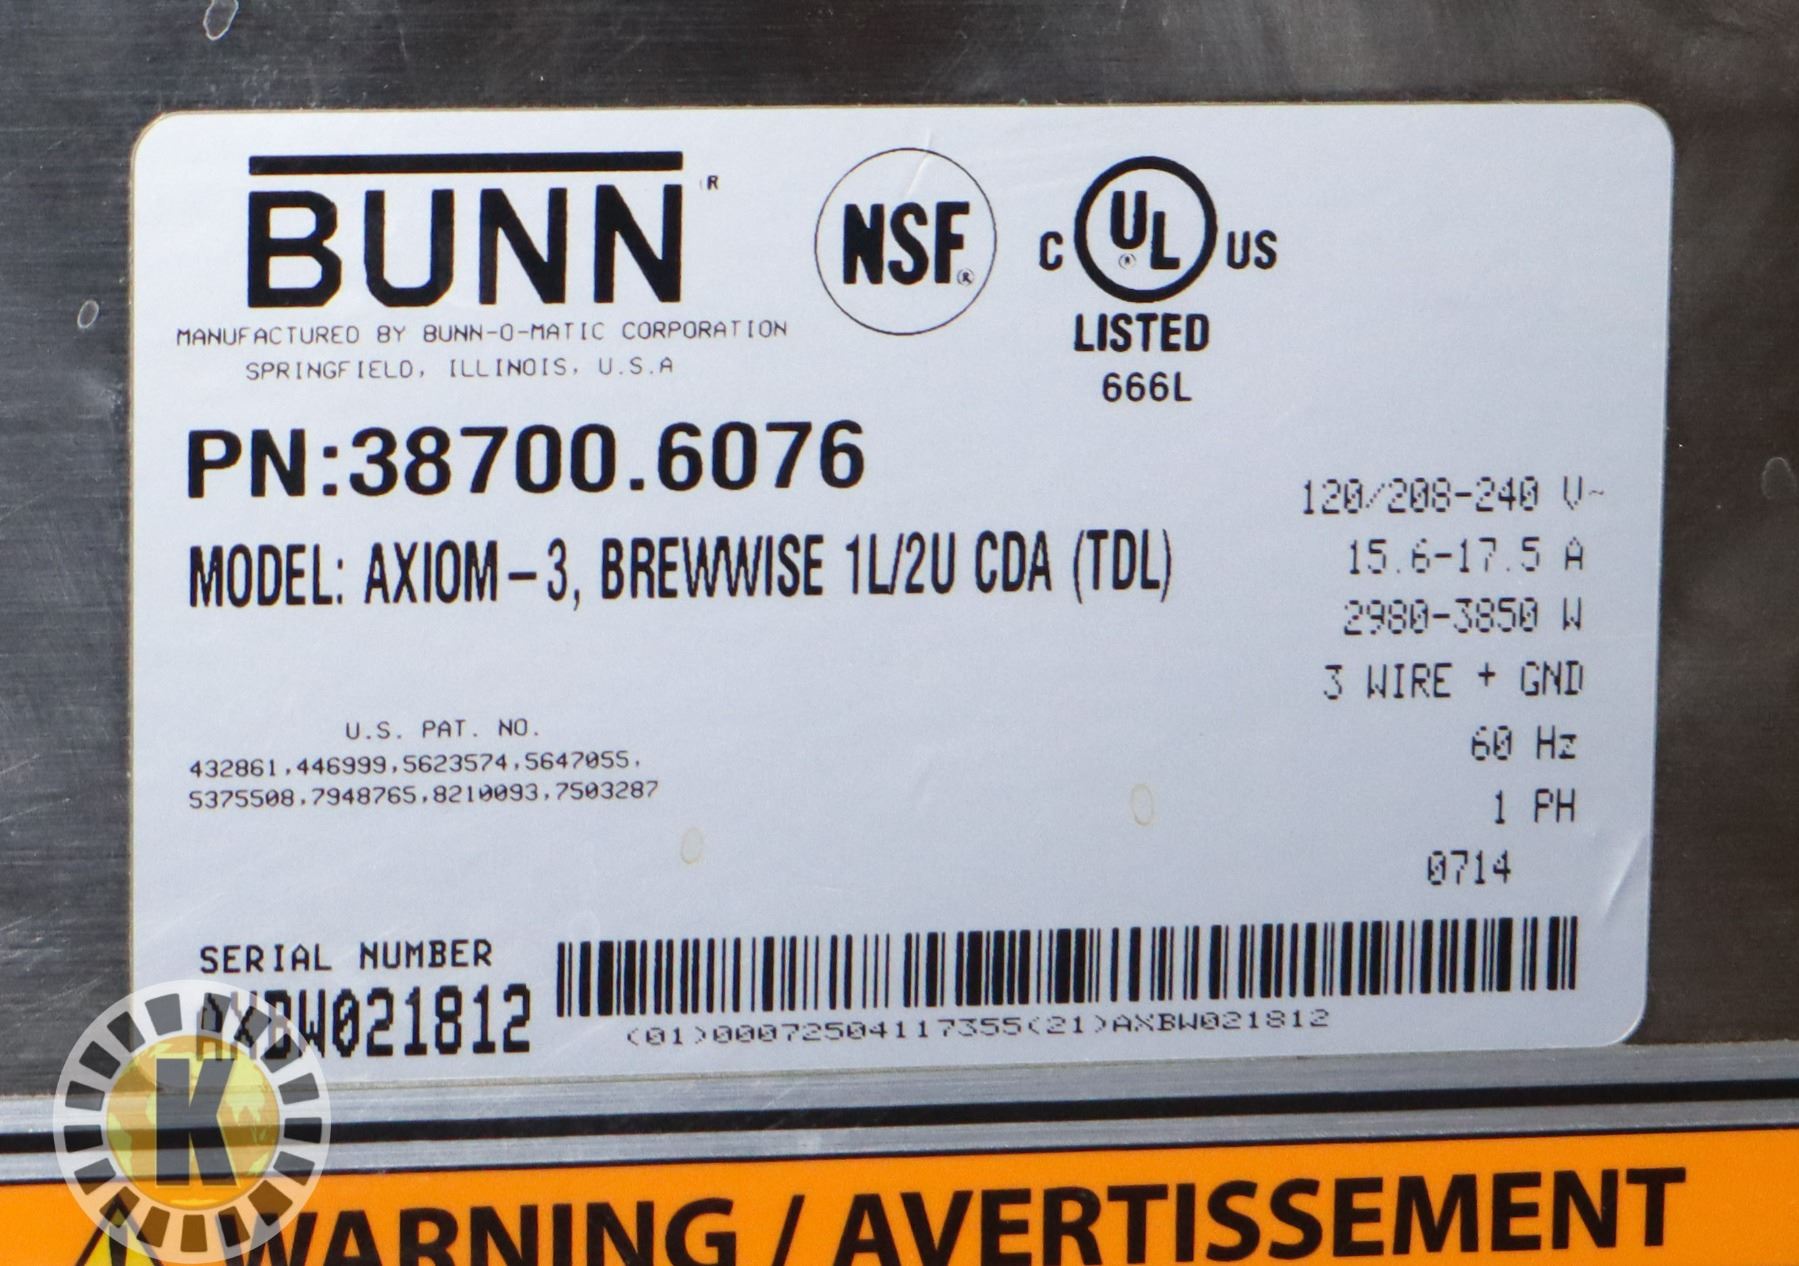 BUNN®
NSF®
C UL® US
LISTED
666L
MANUFACTURED BY BUNN-O-MATIC CORPORATION
SPRINGFIELD, ILLINOIS, U.S.A
PN:38700.6076
MODEL: AXIOM-3, BREWWISE 1L/2U CDA (TDL)
120/208-240 V~
15.6-17.5 A
2980-3850 W
3 WIRE + GND
60 Hz
1 PH
0714
U.S. PAT. NO.
432861,446999,5623574,5647055,
5375508,7948765,8210093,7503287
SERIAL NUMBER
AXBW021812
(01)00072504117355(21)AXBW021812
K
WARNING / AVERTISSEMENT